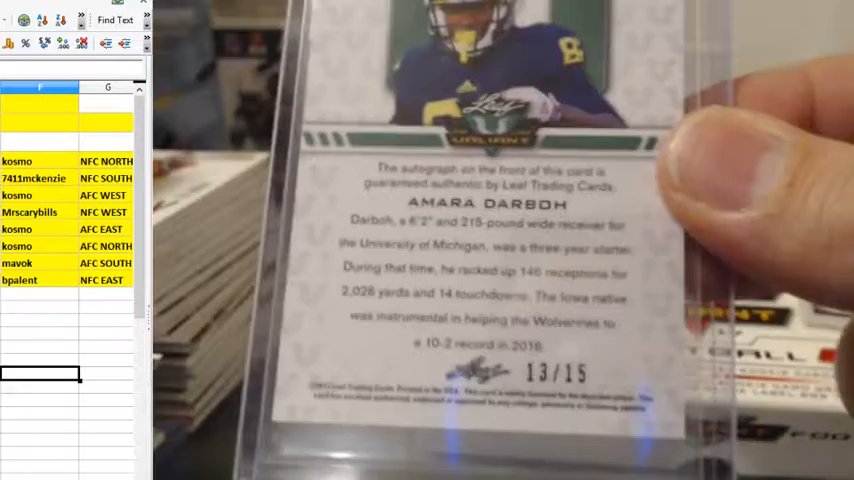 Find Text
F G
kosmo NFC NORTH
7411mckenzie NFC SOUTH
kosmo AFC WEST
Mrscarybills NFC WEST
kosmo AFC EAST
kosmo AFC NORTH
mavok AFC SOUTH
bpalent NFC EAST
Leaf
VALIANT
The autograph on the front of this card is
guaranteed authentic by Leaf Trading Cards.
AMARA DARBOH
Darboh, a 6'2" and 215-pound wide receiver for
the University of Michigan, was a three-year starter.
During that time, he racked up 146 receptions for
2,026 yards and 14 touchdowns. The Iowa native
was instrumental in helping the Wolverines to
a 10-2 record in 2016.
Leaf 13/15